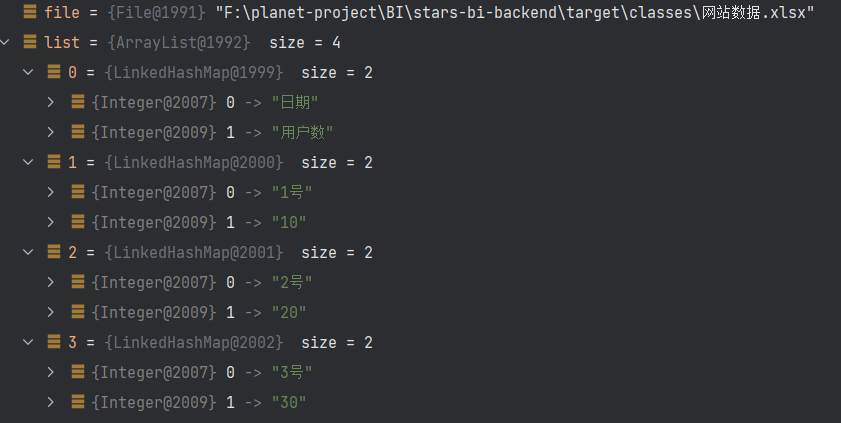 file = {File@1991} "F:\planet-project\BI\stars-bi-backend\target\classes\网站数据.xlsx"
list = {ArrayList@1992} size = 4
0 = {LinkedHashMap@1999} size = 2
{Integer@2007} 0 -> "日期"
{Integer@2009} 1 -> "用户数"
1 = {LinkedHashMap@2000} size = 2
{Integer@2007} 0 -> "1号"
{Integer@2009} 1 -> "10"
2 = {LinkedHashMap@2001} size = 2
{Integer@2007} 0 -> "2号"
{Integer@2009} 1 -> "20"
3 = {LinkedHashMap@2002} size = 2
{Integer@2007} 0 -> "3号"
{Integer@2009} 1 -> "30"